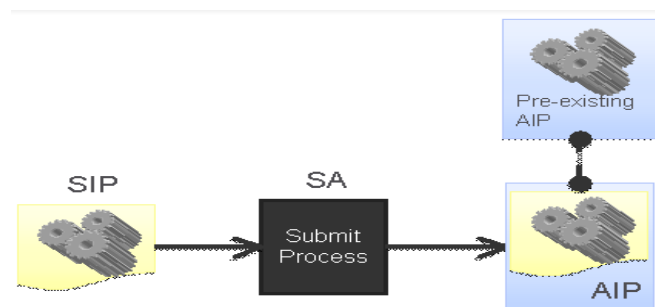 Pre-existing
AIP
SIP
SA
Submit
Process
AIP